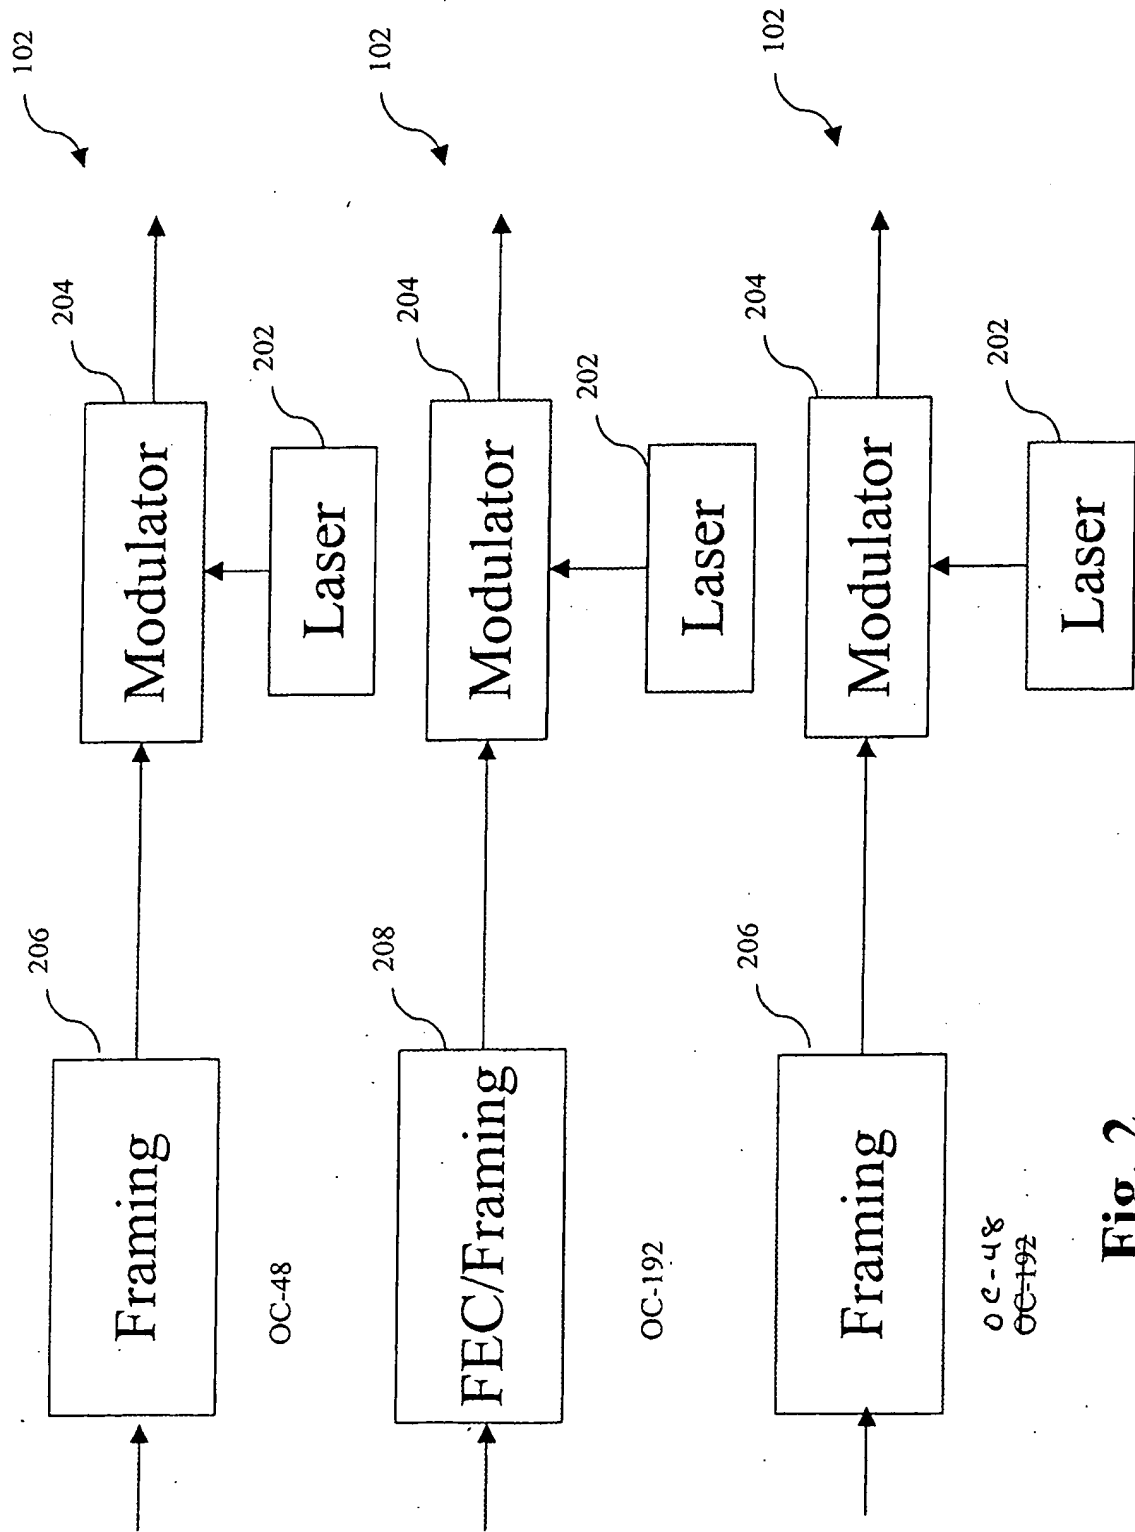 102
204
Modulator
202
Laser
206
Framing
OC-48
102
204
Modulator
202
Laser
208
FEC/Framing
OC-192
102
204
Modulator
202
Laser
206
Framing
OC-48
OC-192
Fig. 2